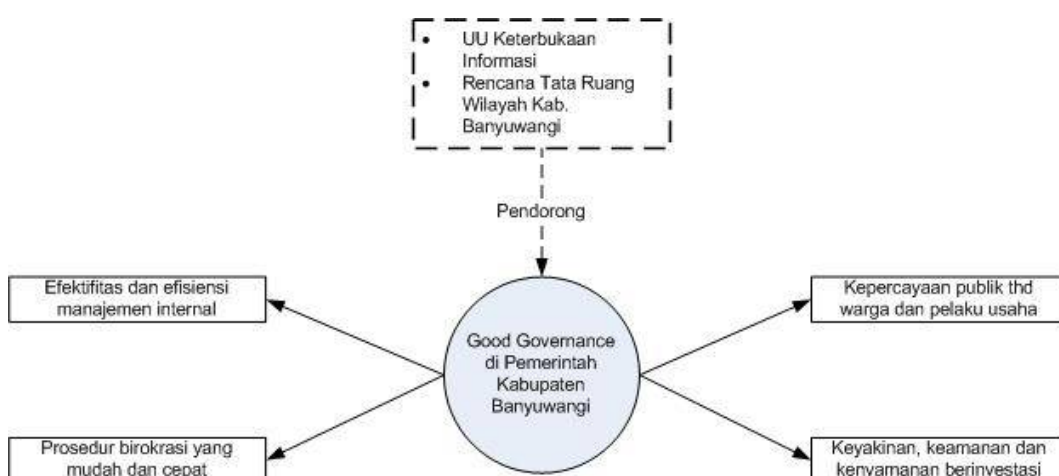 • UU Keterbukaan
Informasi
• Rencana Tata Ruang
Wilayah Kab.
Banyuwangi
Pendorong
Efektifitas dan efisiensi
manajemen internal
Kepercayaan publik thd
warga dan pelaku usaha
Good Governance
di Pemerintah
Kabupaten
Banyuwangi
Prosedur birokrasi yang
mudah dan cepat
Keyakinan, keamanan dan
kenyamanan berinvestasi